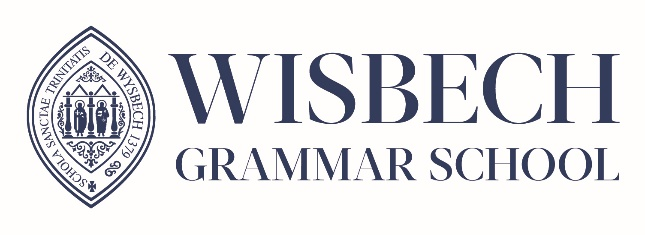 SCHOLA SANCTAE TRINITATIS DE WYSBECH 1379
WISBECH
GRAMMAR SCHOOL